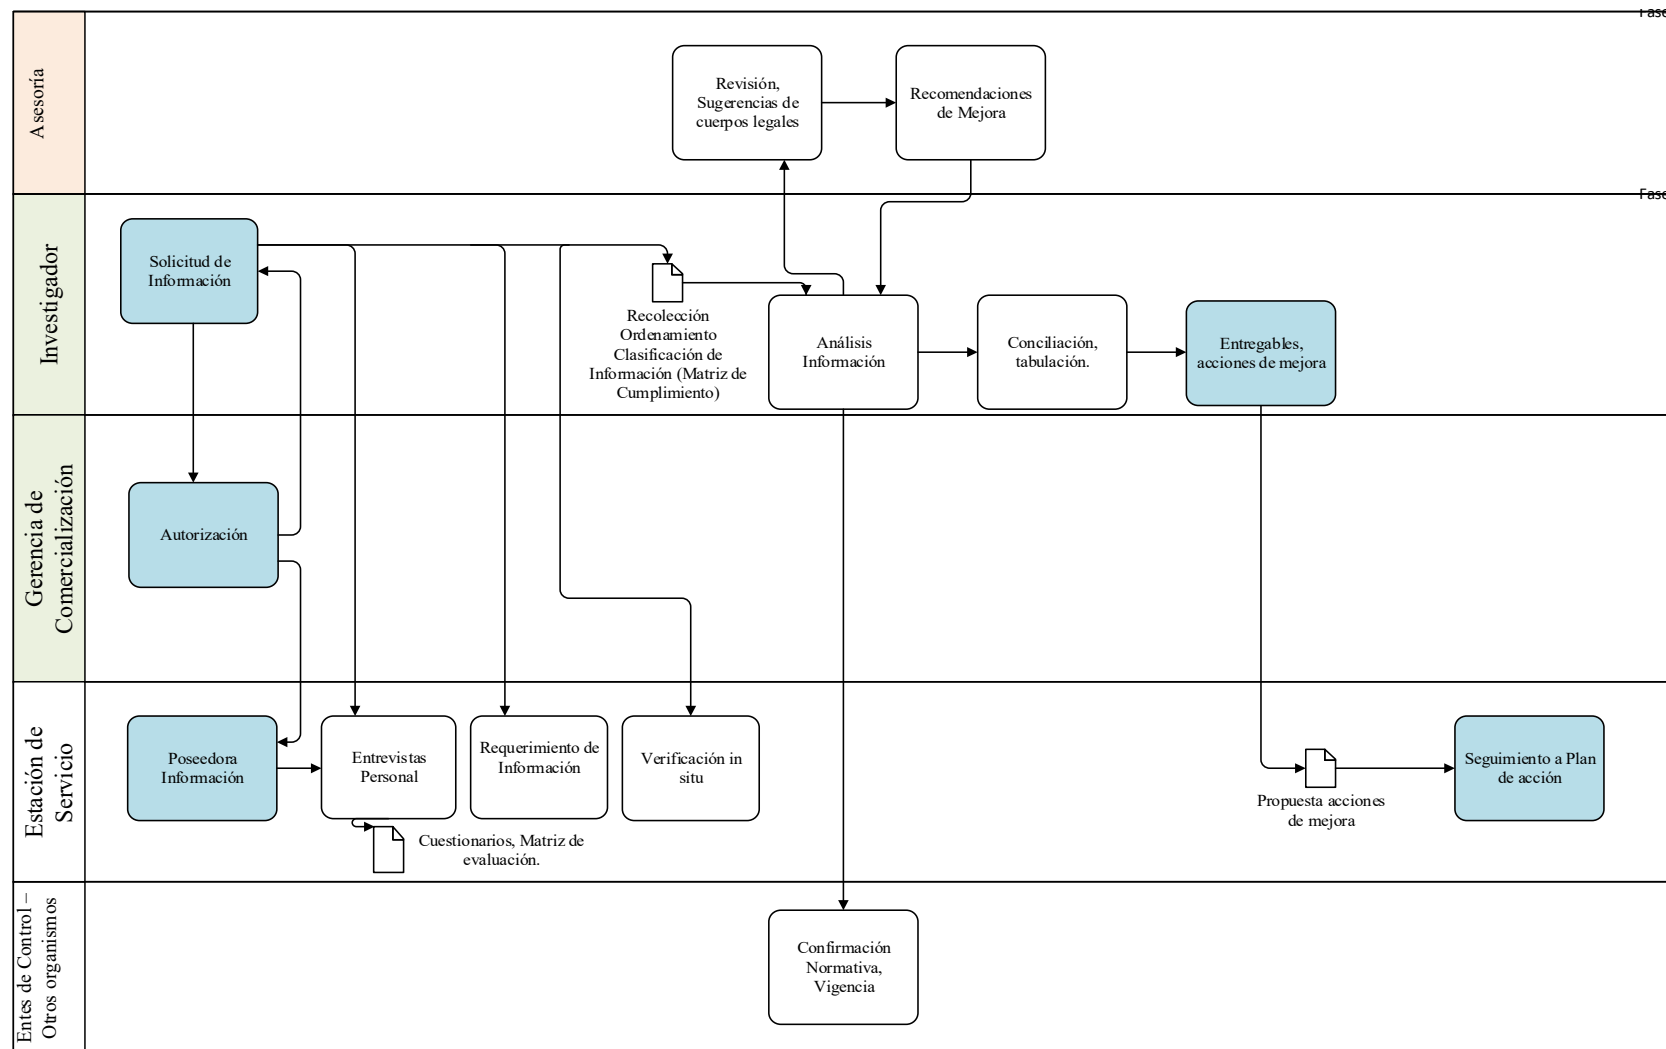 Fase
Asesoría
Revisión,
Sugerencias de
cuerpos legales
Recomendaciones
de Mejora
Fase
Investigador
Solicitud de
Información
Recolección
Ordenamiento
Clasificación de
Información (Matriz de
Cumplimiento)
Análisis
Información
Conciliación,
tabulación.
Entregables,
acciones de mejora
Gerencia de
Comercialización
Autorización
Estación de
Servicio
Poseedora
Información
Entrevistas
Personal
Requerimiento de
Información
Verificación in
situ
Cuestionarios, Matriz de
evaluación.
Propuesta acciones
de mejora
Seguimiento a Plan
de acción
Entes de Control –
Otros organismos
Confirmación
Normativa,
Vigencia